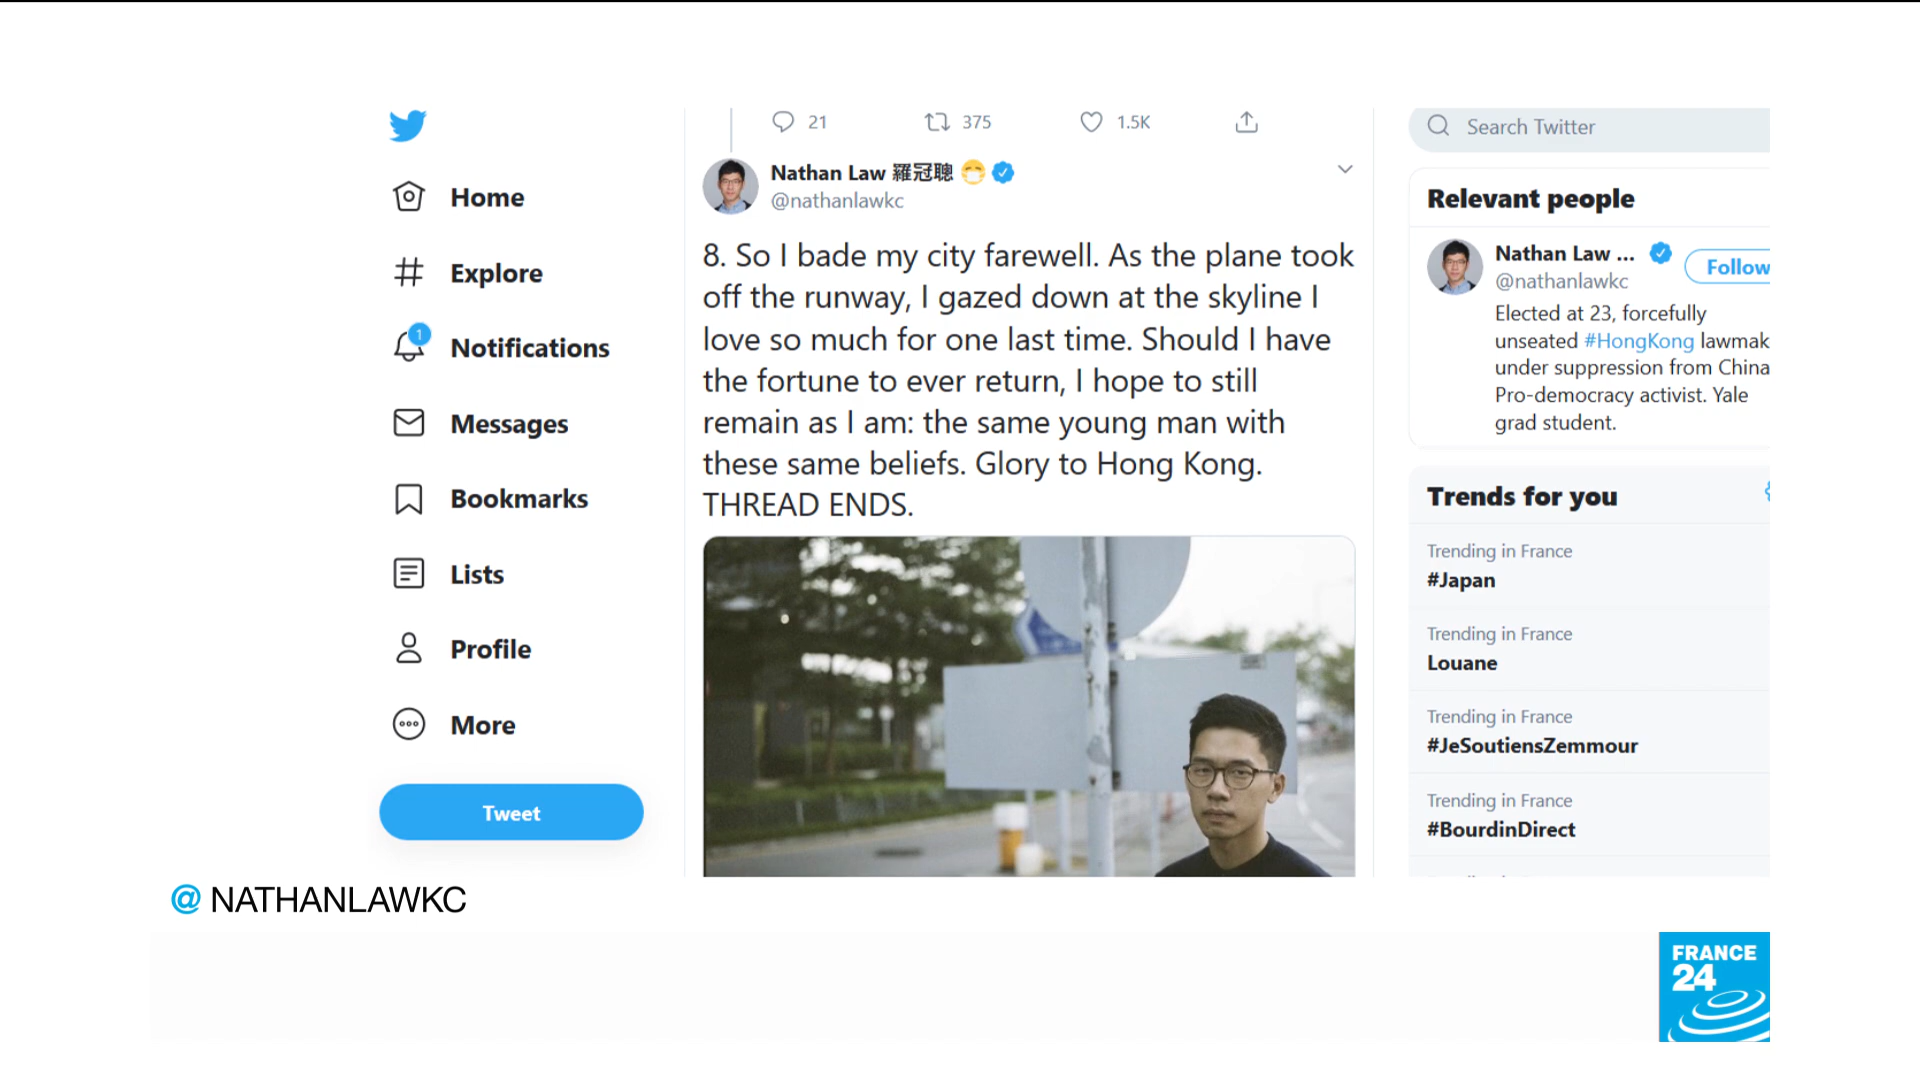 21 375 1.5K
Search Twitter
Home
Explore
1
Notifications
Messages
Bookmarks
Lists
Profile
More
Tweet
Nathan Law 羅冠聰
@nathanlawkc
8. So I bade my city farewell. As the plane took
off the runway, I gazed down at the skyline I
love so much for one last time. Should I have
the fortune to ever return, I hope to still
remain as I am: the same young man with
these same beliefs. Glory to Hong Kong.
THREAD ENDS.
Relevant people
Nathan Law ...
@nathanlawkc
Follow
Elected at 23, forcefully
unseated #HongKong lawmak
under suppression from China
Pro-democracy activist. Yale
grad student.
Trends for you
Trending in France
#Japan
Trending in France
Louane
Trending in France
#JeSoutiensZemmour
Trending in France
#BourdinDirect
@ NATHANLAWKC
FRANCE
24